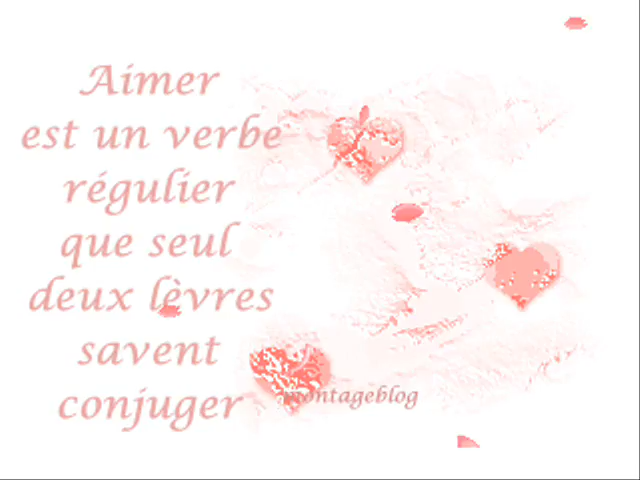 Aimer
est un verbe
régulier
que seul
deux lèvres
savent
conjuger
montageblog